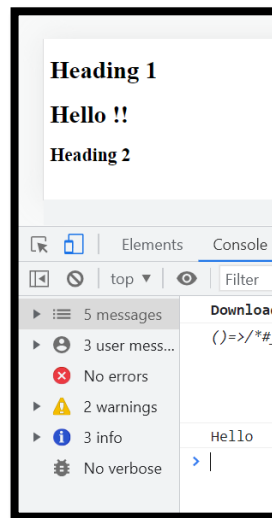 Heading 1
Hello !!
Heading 2
Elements Console
top Filter
5 messages
3 user mess...
No errors
2 warnings
3 info
No verbose
()=>/*#
Hello